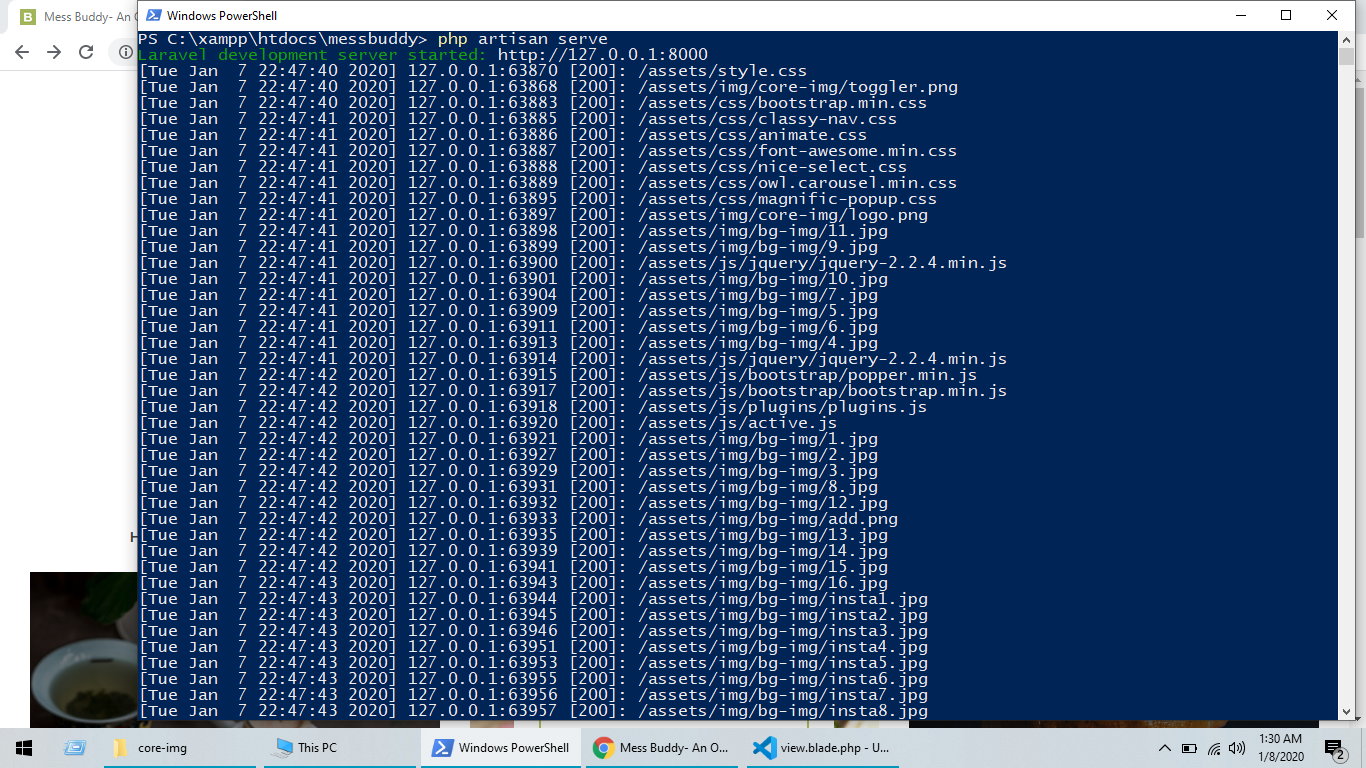 Mess Buddy- An O
Windows PowerShell
PS C:\xampp\htdocs\messbuddy> php artisan serve
Laravel development server started: http://127.0.0.1:8000
[Tue Jan  7 22:47:40 2020] 127.0.0.1:63870 [200]: /assets/style.css
[Tue Jan  7 22:47:40 2020] 127.0.0.1:63868 [200]: /assets/img/core-img/toggler.png
[Tue Jan  7 22:47:40 2020] 127.0.0.1:63883 [200]: /assets/css/bootstrap.min.css
[Tue Jan  7 22:47:41 2020] 127.0.0.1:63885 [200]: /assets/css/classy-nav.css
[Tue Jan  7 22:47:41 2020] 127.0.0.1:63886 [200]: /assets/css/animate.css
[Tue Jan  7 22:47:41 2020] 127.0.0.1:63887 [200]: /assets/css/font-awesome.min.css
[Tue Jan  7 22:47:41 2020] 127.0.0.1:63888 [200]: /assets/css/nice-select.css
[Tue Jan  7 22:47:41 2020] 127.0.0.1:63889 [200]: /assets/css/owl.carousel.min.css
[Tue Jan  7 22:47:41 2020] 127.0.0.1:63895 [200]: /assets/css/magnific-popup.css
[Tue Jan  7 22:47:41 2020] 127.0.0.1:63897 [200]: /assets/img/core-img/logo.png
[Tue Jan  7 22:47:41 2020] 127.0.0.1:63898 [200]: /assets/img/bg-img/11.jpg
[Tue Jan  7 22:47:41 2020] 127.0.0.1:63899 [200]: /assets/img/bg-img/9.jpg
[Tue Jan  7 22:47:41 2020] 127.0.0.1:63900 [200]: /assets/js/jquery/jquery-2.2.4.min.js
[Tue Jan  7 22:47:41 2020] 127.0.0.1:63901 [200]: /assets/img/bg-img/10.jpg
[Tue Jan  7 22:47:41 2020] 127.0.0.1:63904 [200]: /assets/img/bg-img/7.jpg
[Tue Jan  7 22:47:41 2020] 127.0.0.1:63909 [200]: /assets/img/bg-img/5.jpg
[Tue Jan  7 22:47:41 2020] 127.0.0.1:63911 [200]: /assets/img/bg-img/6.jpg
[Tue Jan  7 22:47:41 2020] 127.0.0.1:63913 [200]: /assets/img/bg-img/4.jpg
[Tue Jan  7 22:47:41 2020] 127.0.0.1:63914 [200]: /assets/js/jquery/jquery-2.2.4.min.js
[Tue Jan  7 22:47:42 2020] 127.0.0.1:63915 [200]: /assets/js/bootstrap/popper.min.js
[Tue Jan  7 22:47:42 2020] 127.0.0.1:63917 [200]: /assets/js/bootstrap/bootstrap.min.js
[Tue Jan  7 22:47:42 2020] 127.0.0.1:63918 [200]: /assets/js/plugins/plugins.js
[Tue Jan  7 22:47:42 2020] 127.0.0.1:63920 [200]: /assets/js/active.js
[Tue Jan  7 22:47:42 2020] 127.0.0.1:63921 [200]: /assets/img/bg-img/1.jpg
[Tue Jan  7 22:47:42 2020] 127.0.0.1:63927 [200]: /assets/img/bg-img/2.jpg
[Tue Jan  7 22:47:42 2020] 127.0.0.1:63929 [200]: /assets/img/bg-img/3.jpg
[Tue Jan  7 22:47:42 2020] 127.0.0.1:63931 [200]: /assets/img/bg-img/8.jpg
[Tue Jan  7 22:47:42 2020] 127.0.0.1:63932 [200]: /assets/img/bg-img/12.jpg
[Tue Jan  7 22:47:42 2020] 127.0.0.1:63933 [200]: /assets/img/bg-img/add.png
[Tue Jan  7 22:47:42 2020] 127.0.0.1:63935 [200]: /assets/img/bg-img/13.jpg
[Tue Jan  7 22:47:42 2020] 127.0.0.1:63939 [200]: /assets/img/bg-img/14.jpg
[Tue Jan  7 22:47:42 2020] 127.0.0.1:63941 [200]: /assets/img/bg-img/15.jpg
[Tue Jan  7 22:47:43 2020] 127.0.0.1:63943 [200]: /assets/img/bg-img/16.jpg
[Tue Jan  7 22:47:43 2020] 127.0.0.1:63944 [200]: /assets/img/bg-img/insta1.jpg
[Tue Jan  7 22:47:43 2020] 127.0.0.1:63945 [200]: /assets/img/bg-img/insta2.jpg
[Tue Jan  7 22:47:43 2020] 127.0.0.1:63946 [200]: /assets/img/bg-img/insta3.jpg
[Tue Jan  7 22:47:43 2020] 127.0.0.1:63951 [200]: /assets/img/bg-img/insta4.jpg
[Tue Jan  7 22:47:43 2020] 127.0.0.1:63953 [200]: /assets/img/bg-img/insta5.jpg
[Tue Jan  7 22:47:43 2020] 127.0.0.1:63955 [200]: /assets/img/bg-img/insta6.jpg
[Tue Jan  7 22:47:43 2020] 127.0.0.1:63956 [200]: /assets/img/bg-img/insta7.jpg
[Tue Jan  7 22:47:43 2020] 127.0.0.1:63957 [200]: /assets/img/bg-img/insta8.jpg
core-img
This PC
Windows PowerShell
Mess Buddy- An O...
view.blade.php - U...
1:30 AM
1/8/2020
2